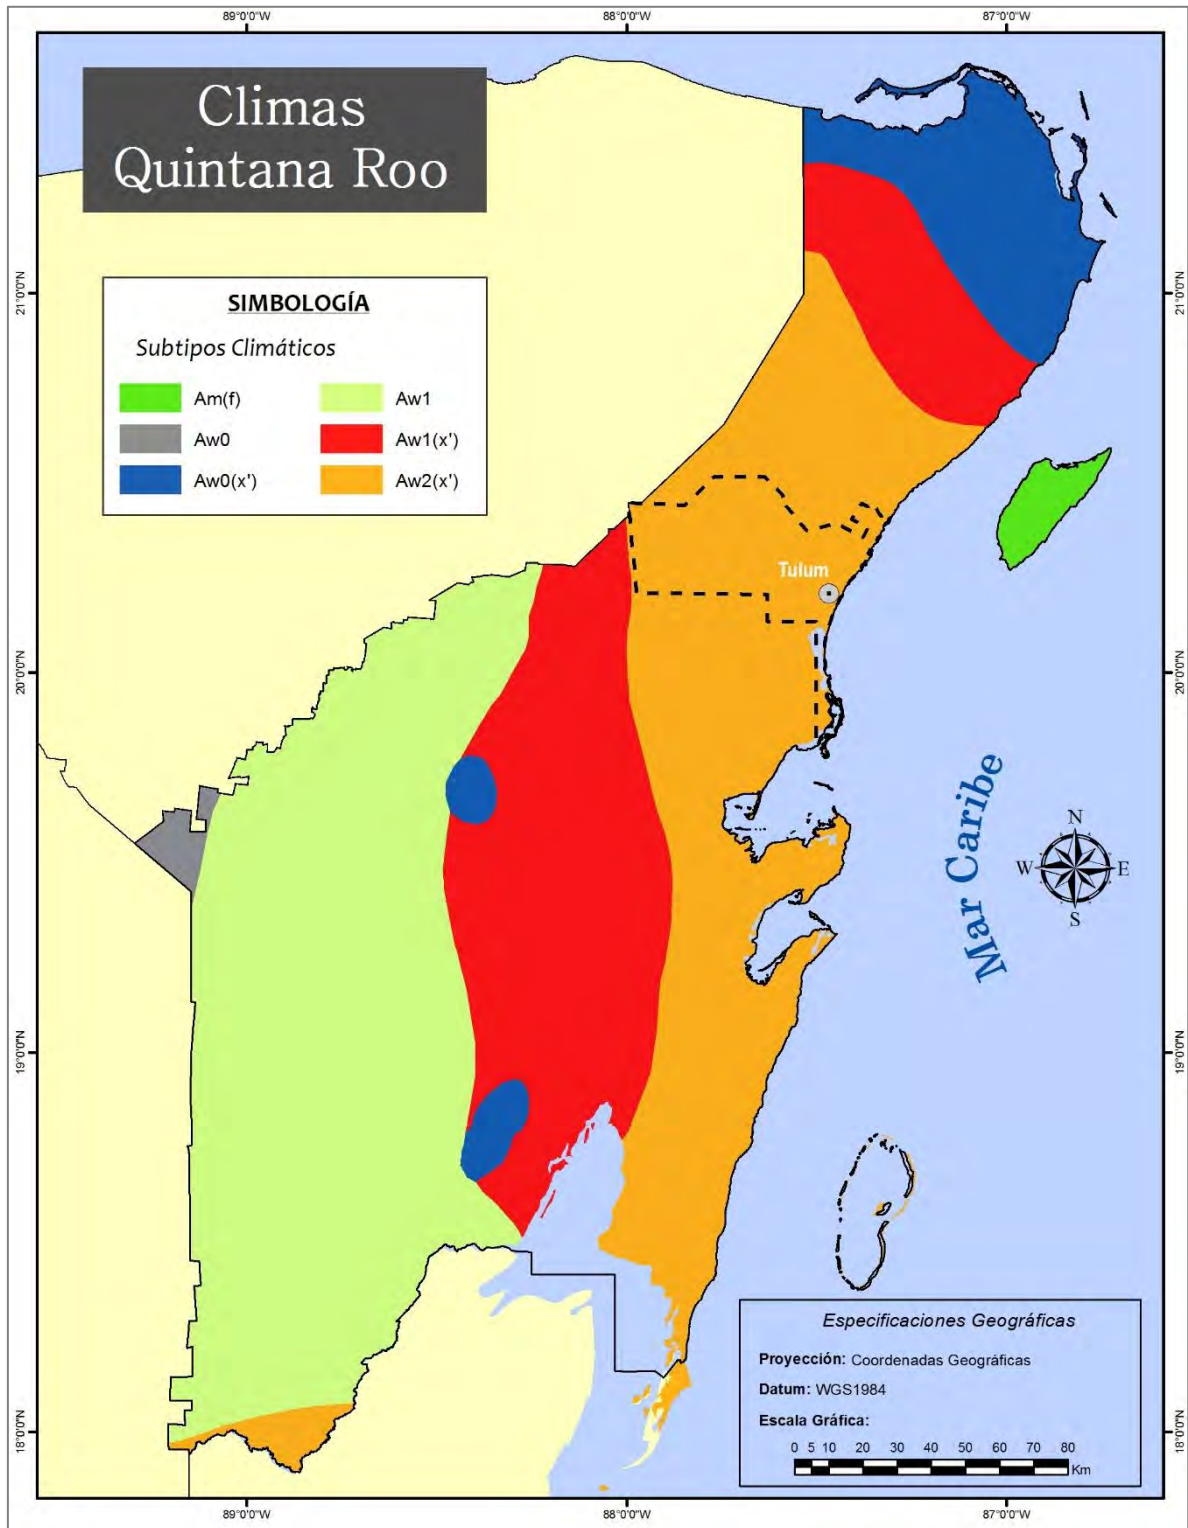 89°0'0"W 88°0'0"W 87°0'0"W
Climas
Quintana Roo
SIMBOLOGÍA
Subtipos Climáticos
Am(f) Aw1
Aw0 Aw1(x')
Aw0(x') Aw2(x')
21°0'0"N 21°0'0"N
Tulum
20°0'0"N 20°0'0"N
Mar Caribe
N
W E
S
19°0'0"N 19°0'0"N
Especificaciones Geográficas
Proyección: Coordenadas Geográficas
Datum: WGS1984
Escala Gráfica:
18°0'0"N 18°0'0"N
0 5 10 20 30 40 50 60 70 80
Km
89°0'0"W 88°0'0"W 87°0'0"W